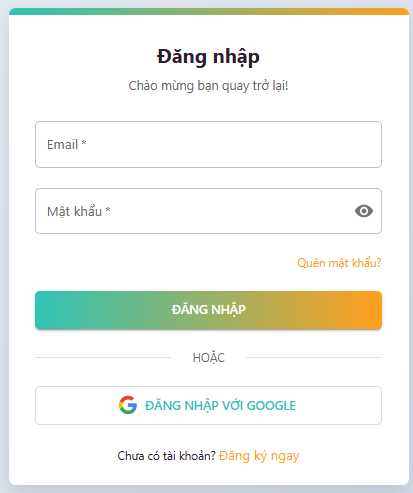 Đăng nhập
Chào mừng bạn quay trở lại!
Email *
Mật khẩu *
Quên mật khẩu?
ĐĂNG NHẬP
HOẶC
ĐĂNG NHẬP VỚI GOOGLE
Chưa có tài khoản? Đăng ký ngay